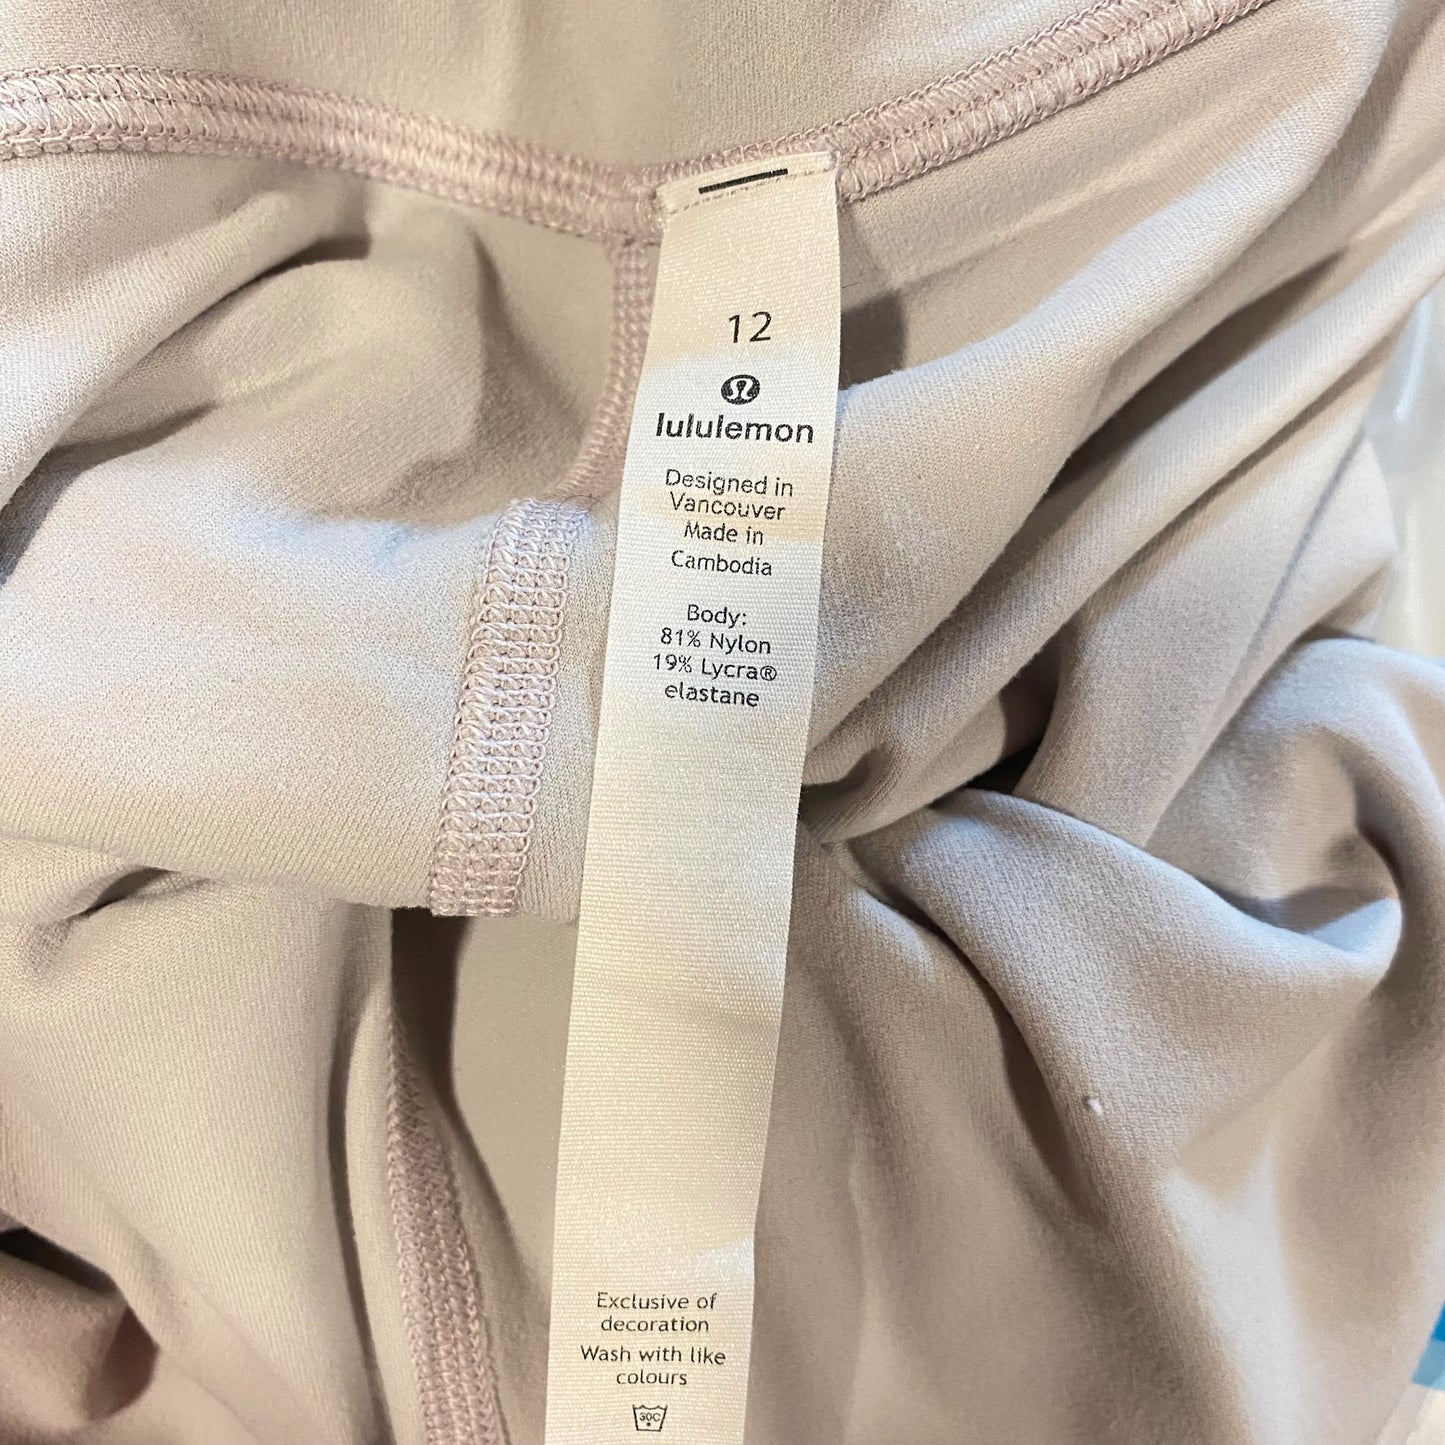 12
lululemon
Designed in
Vancouver
Made in
Cambodia
Body:
81% Nylon
19% Lycra®
elastane
Exclusive of
decoration
Wash with like
colours
30C